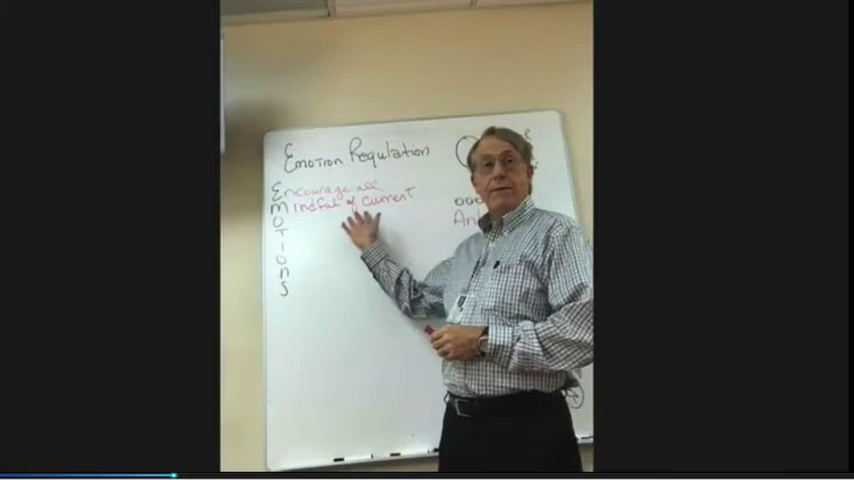 Emotion Regulation
Encourage all
Mindful of current
O
T
I
O
N
S